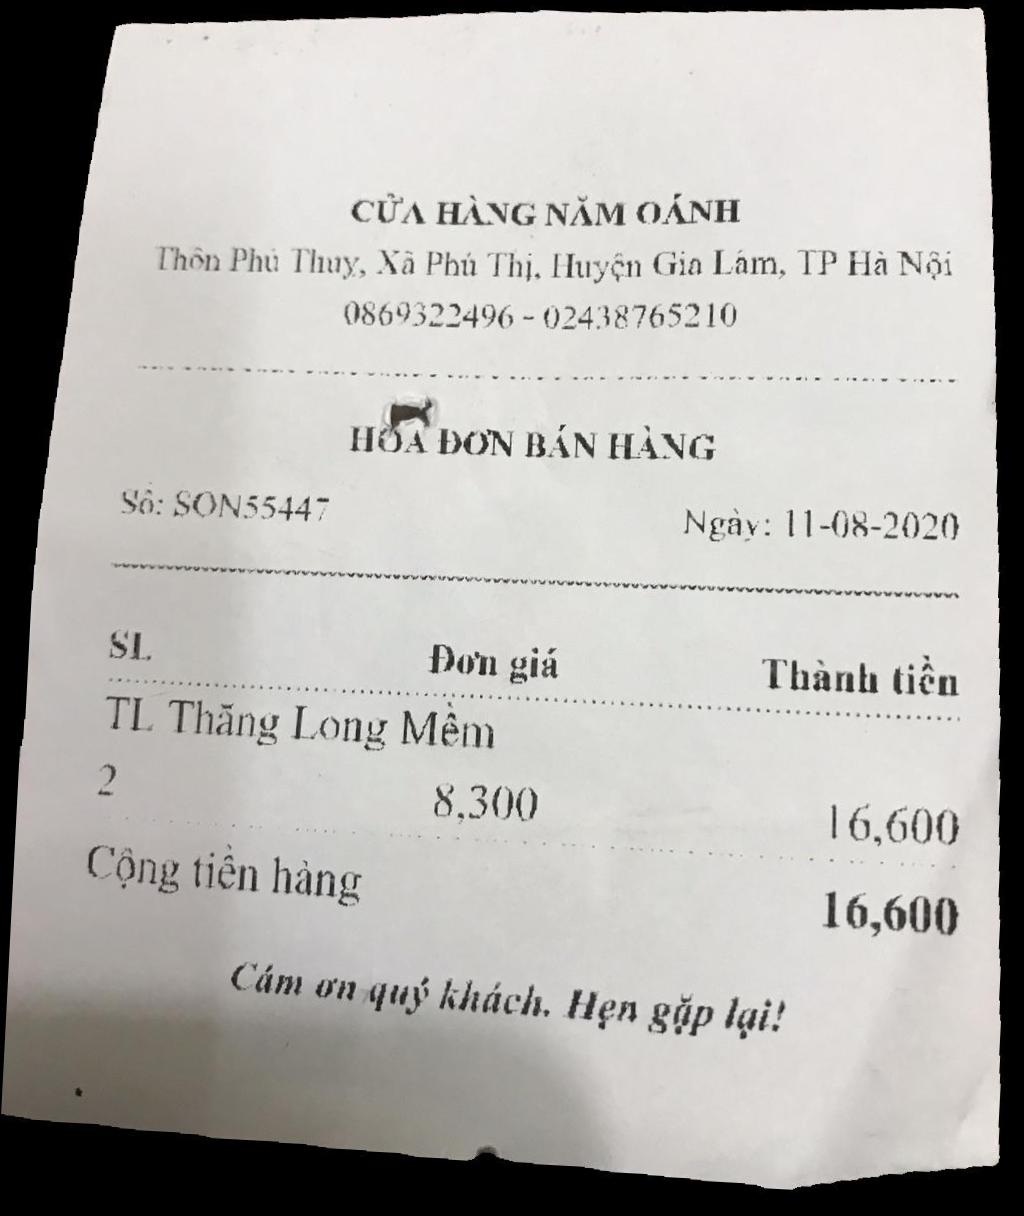 CỬA HÀNG NĂM OÁNH
Thôn Phú Thuỵ, Xã Phú Thị, Huyện Gia Lâm, TP Hà Nội
0869322496 - 02438765210
HÓA ĐƠN BÁN HÀNG
Số: SON55447
Ngày: 11-08-2020
SL Đơn giá Thành tiền
TL Thăng Long Mềm
2 8,300 16,600
Cộng tiền hàng 16,600
Cám ơn quý khách. Hẹn gặp lại!